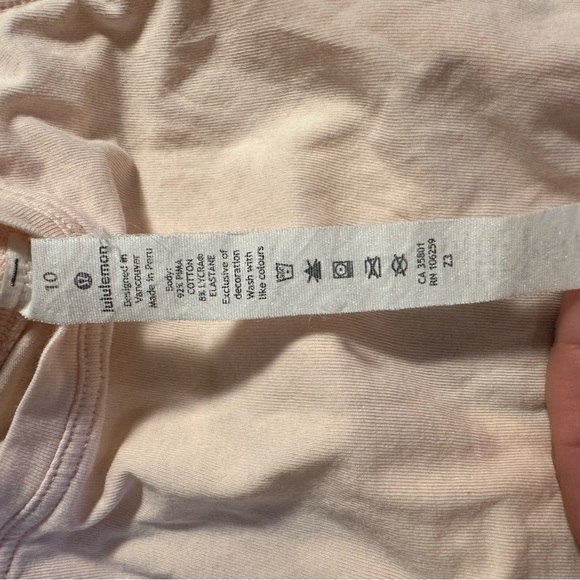 10
lululemon
Designed in
Vancouver
Made in Peru
Body:
92% PIMA
COTTON
8% LYCRA®
ELASTANE
Exclusive of
decoration
Wash with
like colours
CA 35801
RN 106259
Z3